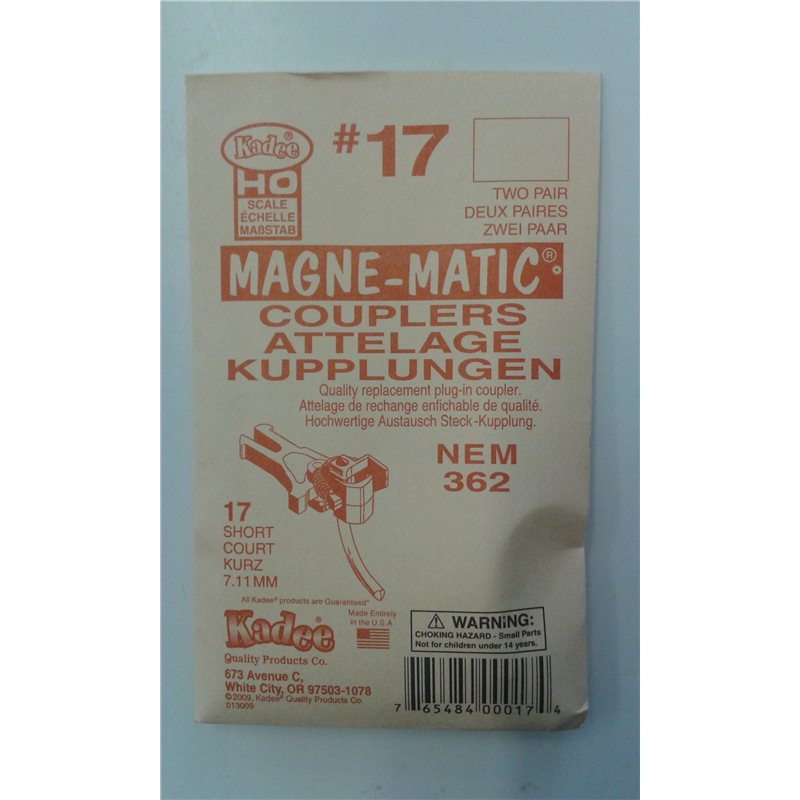 Kadee®
HO
SCALE
ÉCHELLE
MAßSTAB
#17
TWO PAIR
DEUX PAIRES
ZWEI PAAR
MAGNE-MATIC®
COUPLERS
ATTELAGE
KUPPLUNGEN
Quality replacement plug-in coupler.
Attelage de rechange enfichable de qualité.
Hochwertige Austausch Steck-Kupplung.
NEM
362
17
SHORT
COURT
KURZ
7.11 MM
All Kadee® products are Guaranteed"
Kadee®
Quality Products Co.
Made Entirely
in the U.S.A.
673 Avenue C,
White City, OR 97503-1078
©2009, Kadee® Quality Products Co.
013009
⚠ WARNING:
CHOKING HAZARD - Small Parts
Not for children under 14 years.
7 65484 00017 4